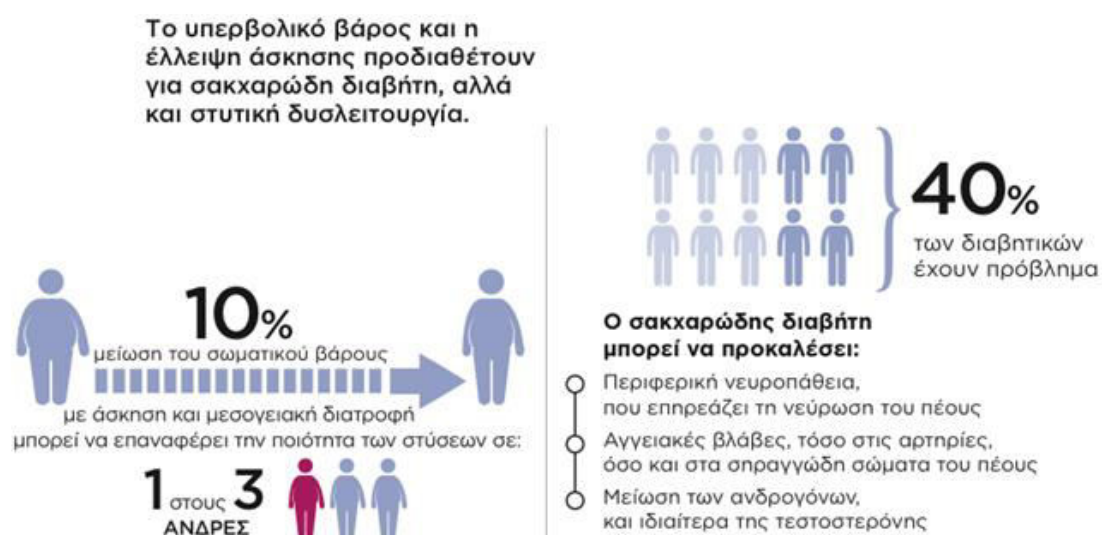 Το υπερβολικό βάρος και η
έλλειψη άσκησης προδιαθέτουν
για σακχαρώδη διαβήτη, αλλά
και στυτική δυσλειτουργία.
10%
μείωση του σωματικού βάρους
με άσκηση και μεσογειακή διατροφή
μπορεί να επαναφέρει την ποιότητα των στύσεων σε:
1 στους 3
ΑΝΔΡΕΣ
40%
των διαβητικών
έχουν πρόβλημα
Ο σακχαρώδης διαβήτη
μπορεί να προκαλέσει:
Περιφερική νευροπάθεια,
που επηρεάζει τη νεύρωση του πέους
Αγγειακές βλάβες, τόσο στις αρτηρίες,
όσο και στα σηραγγώδη σώματα του πέους
Μείωση των ανδρογόνων,
και ιδιαίτερα της τεστοστερόνης